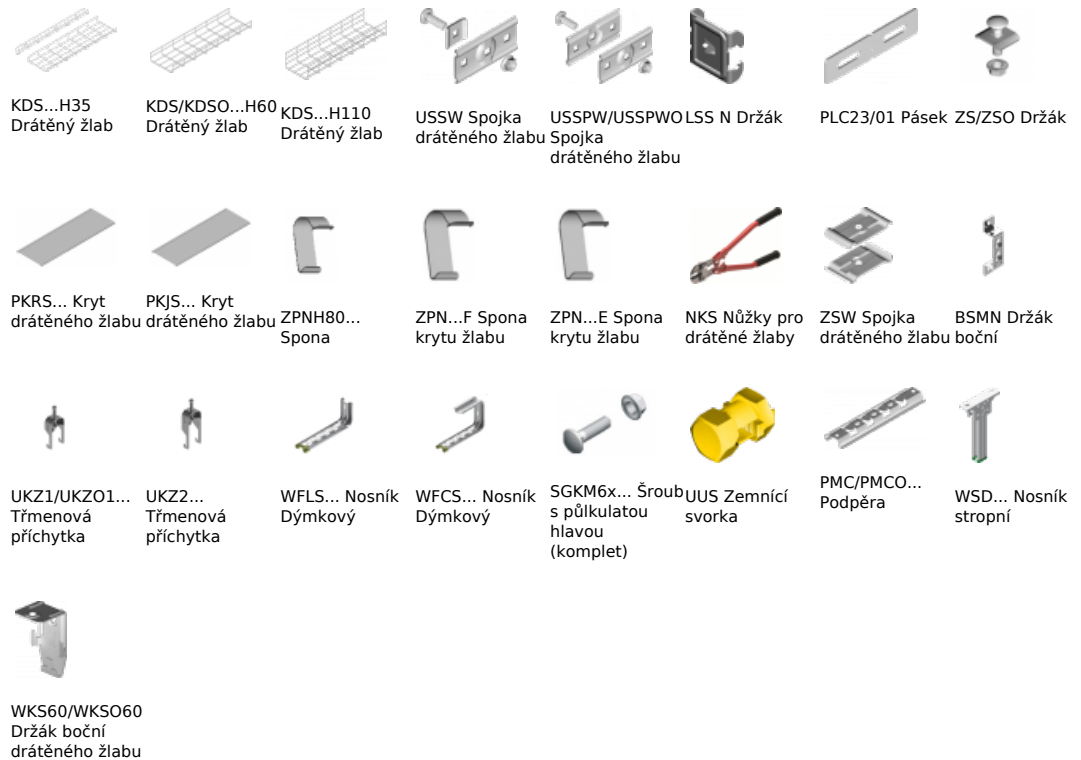 KDS...H35
Drátěný žlab
KDS/KDSO...H60
Drátěný žlab
KDS...H110
Drátěný žlab
USSW Spojka
drátěného žlabu
USSPW/USSPWO
Spojka
drátěného žlabu
LSS N Držák
PLC23/01 Pásek
ZS/ZSO Držák
PKRS... Kryt
drátěného žlabu
PKJS... Kryt
drátěného žlabu
ZPNH80...
Spona
ZPN...F Spona
krytu žlabu
ZPN...E Spona
krytu žlabu
NKS Nůžky pro
drátěné žlaby
ZSW Spojka
drátěného žlabu
BSMN Držák
boční
UKZ1/UKZO1...
Třmenová
příchytka
UKZ2...
Třmenová
příchytka
WFLS... Nosník
Dýmkový
WFCS... Nosník
Dýmkový
SGKM6x... Šroub
s půlkulatou
hlavou
(komplet)
UUS Zemnící
svorka
PMC/PMCO...
Podpěra
WSD... Nosník
stropní
WKS60/WKSO60
Držák boční
drátěného žlabu